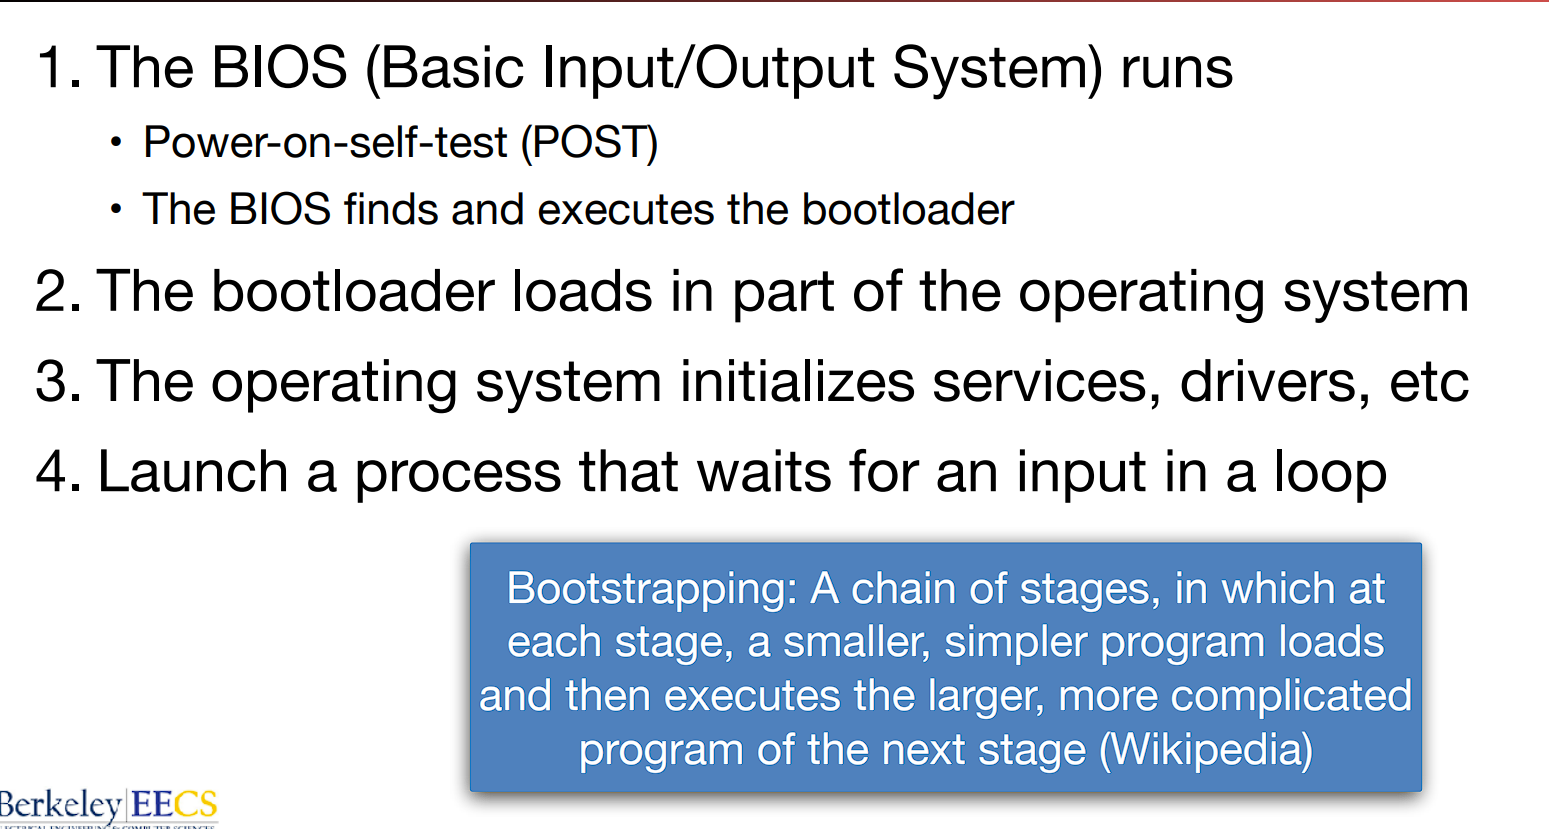 1. The BIOS (Basic Input/Output System) runs
• Power-on-self-test (POST)
• The BIOS finds and executes the bootloader
2. The bootloader loads in part of the operating system
3. The operating system initializes services, drivers, etc
4. Launch a process that waits for an input in a loop
Bootstrapping: A chain of stages, in which at
each stage, a smaller, simpler program loads
and then executes the larger, more complicated
program of the next stage (Wikipedia)
Berkeley EECS